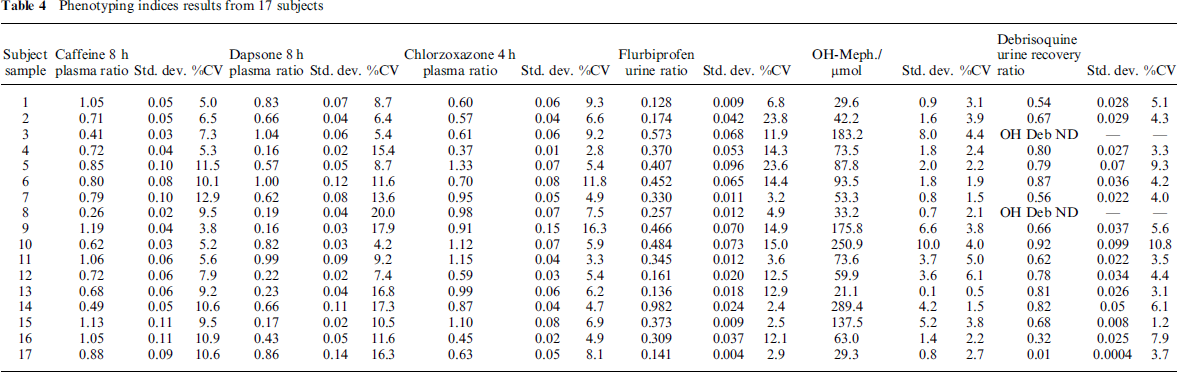 Table 4 Phenotyping indices results from 17 subjects
Debrisoquine
Subject Caffeine 8 h Dapsone 8 h Chlorzoxazone 4 h Flurbiprofen OH-Meph./ urine recovery
sample plasma ratio Std. dev. %CV plasma ratio Std. dev. %CV plasma ratio Std. dev. %CV urine ratio Std. dev. %CV µmol Std. dev. %CV ratio Std. dev. %CV
1 1.05 0.05 5.0 0.83 0.07 8.7 0.60 0.06 9.3 0.128 0.009 6.8 29.6 0.9 3.1 0.54 0.028 5.1
2 0.71 0.05 6.5 0.66 0.04 6.4 0.57 0.04 6.6 0.174 0.042 23.8 42.2 1.6 3.9 0.67 0.029 4.3
3 0.41 0.03 7.3 1.04 0.06 5.4 0.61 0.06 9.2 0.573 0.068 11.9 183.2 8.0 4.4 OH Deb ND — —
4 0.72 0.04 5.3 0.16 0.02 15.4 0.37 0.01 2.8 0.370 0.053 14.3 73.5 1.8 2.4 0.80 0.027 3.3
5 0.85 0.10 11.5 0.57 0.05 8.7 1.33 0.07 5.4 0.407 0.096 23.6 87.8 2.0 2.2 0.79 0.07 9.3
6 0.80 0.08 10.1 1.00 0.12 11.6 0.70 0.08 11.8 0.452 0.065 14.4 93.5 1.8 1.9 0.87 0.036 4.2
7 0.79 0.10 12.9 0.62 0.08 13.6 0.95 0.05 4.9 0.330 0.011 3.2 53.3 0.8 1.5 0.56 0.022 4.0
8 0.26 0.02 9.5 0.19 0.04 20.0 0.98 0.07 7.5 0.257 0.012 4.9 33.2 0.7 2.1 OH Deb ND — —
9 1.19 0.04 3.8 0.16 0.03 17.9 0.91 0.15 16.3 0.466 0.070 14.9 175.8 6.6 3.8 0.66 0.037 5.6
10 0.62 0.03 5.2 0.82 0.03 4.2 1.12 0.07 5.9 0.484 0.073 15.0 250.9 10.0 4.0 0.92 0.099 10.8
11 1.06 0.06 5.6 0.99 0.09 9.2 1.15 0.04 3.3 0.345 0.012 3.6 73.6 3.7 5.0 0.62 0.022 3.5
12 0.72 0.06 7.9 0.22 0.02 7.4 0.59 0.03 5.4 0.161 0.020 12.5 59.9 3.6 6.1 0.78 0.034 4.4
13 0.68 0.06 9.2 0.23 0.04 16.8 0.99 0.06 6.2 0.136 0.018 12.9 21.1 0.1 0.5 0.81 0.026 3.1
14 0.49 0.05 10.6 0.66 0.11 17.3 0.87 0.04 4.7 0.982 0.024 2.4 289.4 4.2 1.5 0.82 0.05 6.1
15 1.13 0.11 9.5 0.17 0.02 10.5 1.10 0.08 6.9 0.373 0.009 2.5 137.5 5.2 3.8 0.68 0.008 1.2
16 1.05 0.11 10.9 0.43 0.05 11.6 0.45 0.02 4.9 0.309 0.037 12.1 63.0 1.4 2.2 0.32 0.025 7.9
17 0.88 0.09 10.6 0.86 0.14 16.3 0.63 0.05 8.1 0.141 0.004 2.9 29.3 0.8 2.7 0.01 0.0004 3.7